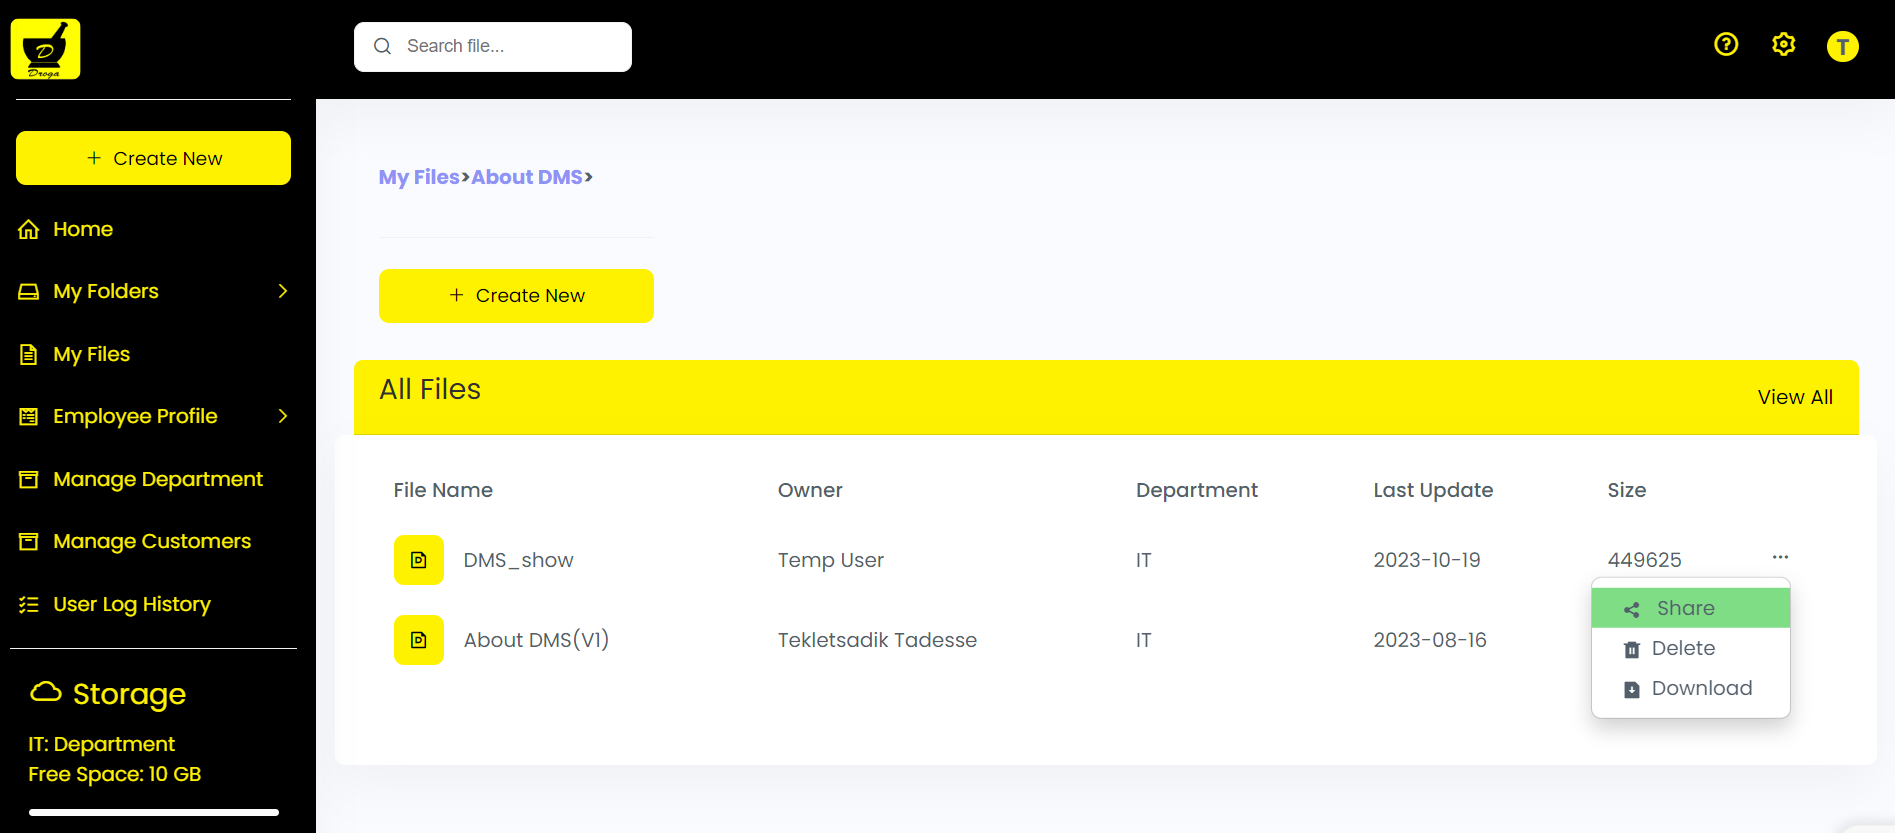 D
Droga
Search file...
?
T
+ Create New
Home
My Folders
My Files
Employee Profile
Manage Department
Manage Customers
User Log History
Storage
IT: Department
Free Space: 10 GB
My Files>About DMS>
+ Create New
All Files
View All
File Name Owner Department Last Update Size
DMS_show Temp User IT 2023-10-19 449625 ...
About DMS(V1) Tekletsadik Tadesse IT 2023-08-16
Share
Delete
Download